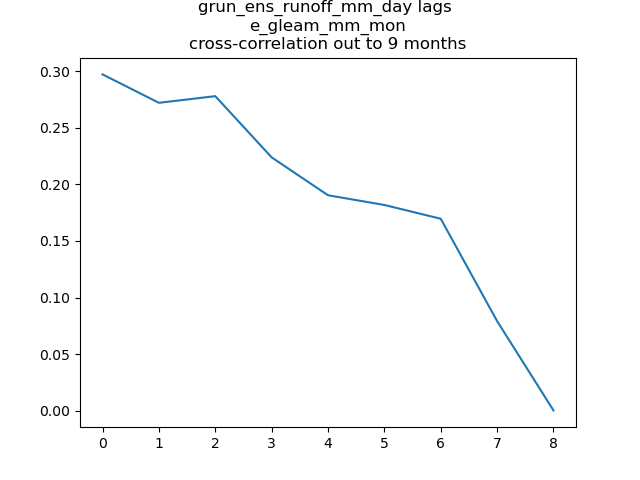 grun_ens_runoff_mm_day lags
e_gleam_mm_mon
cross-correlation out to 9 months
0.30
0.25
0.20
0.15
0.10
0.05
0.00
0 1 2 3 4 5 6 7 8